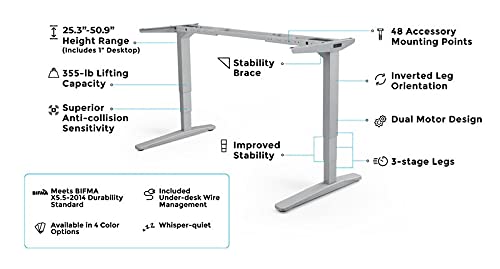 25.3"-50.9"
Height Range
(Includes 1" Desktop)
355-lb Lifting
Capacity
Superior
Anti-collision
Sensitivity
Stability
Brace
Improved
Stability
48 Accessory
Mounting Points
Inverted Leg
Orientation
Dual Motor Design
3-stage Legs
BIFMA
Meets BIFMA
X5.5-2014 Durability
Standard
Included
Under-desk Wire
Management
Available in 4 Color
Options
Whisper-quiet